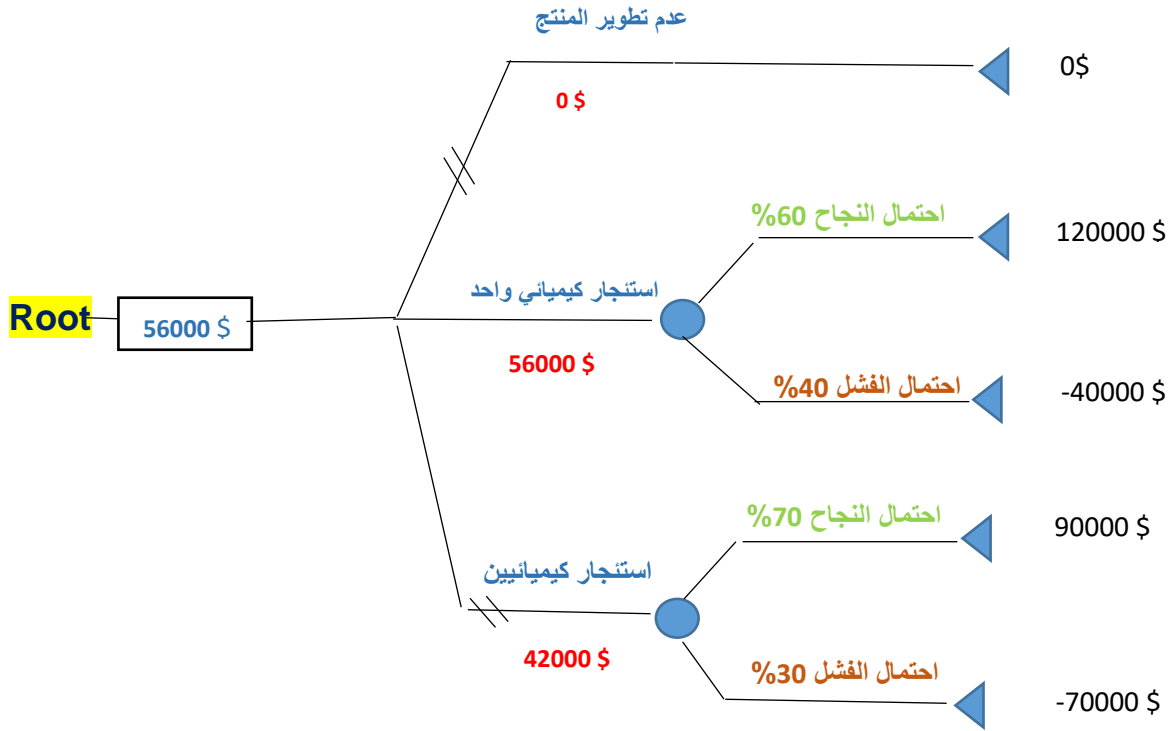 عدم تطوير المنتج
0$
0 $
احتمال النجاح 60%
120000 $
استئجار كيميائي واحد
Root
56000 $
56000 $
احتمال الفشل 40%
-40000 $
احتمال النجاح 70%
90000 $
استئجار كيميائيين
42000 $
احتمال الفشل 30%
-70000 $